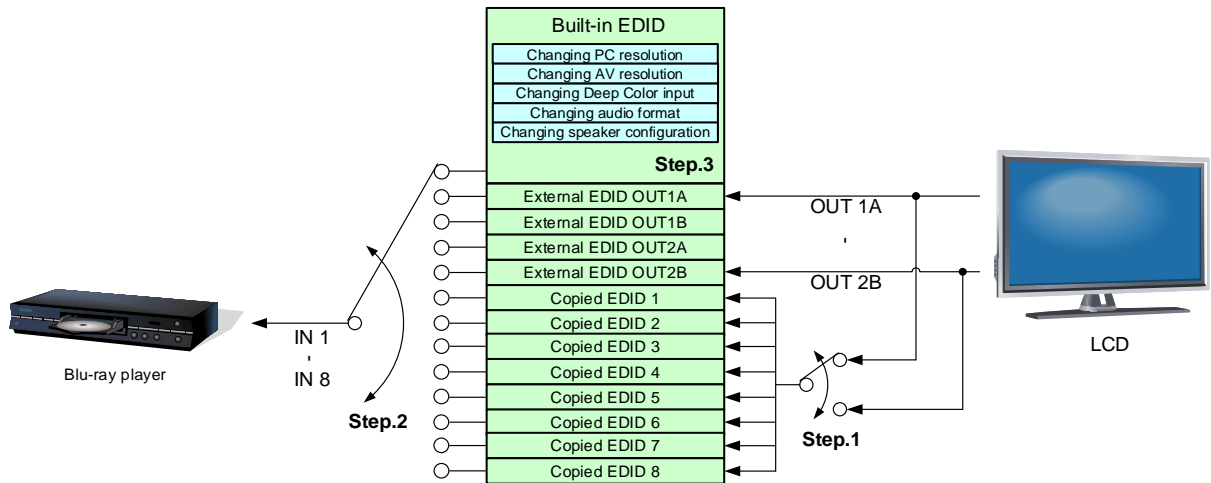 Built-in EDID
Changing PC resolution
Changing AV resolution
Changing Deep Color input
Changing audio format
Changing speaker configuration
Step.3
External EDID OUT1A
External EDID OUT1B
External EDID OUT2A
External EDID OUT2B
Copied EDID 1
Copied EDID 2
Copied EDID 3
Copied EDID 4
Copied EDID 5
Copied EDID 6
Copied EDID 7
Copied EDID 8
IN 1
-
IN 8
Blu-ray player
Step.2
OUT 1A
-
OUT 2B
LCD
Step.1